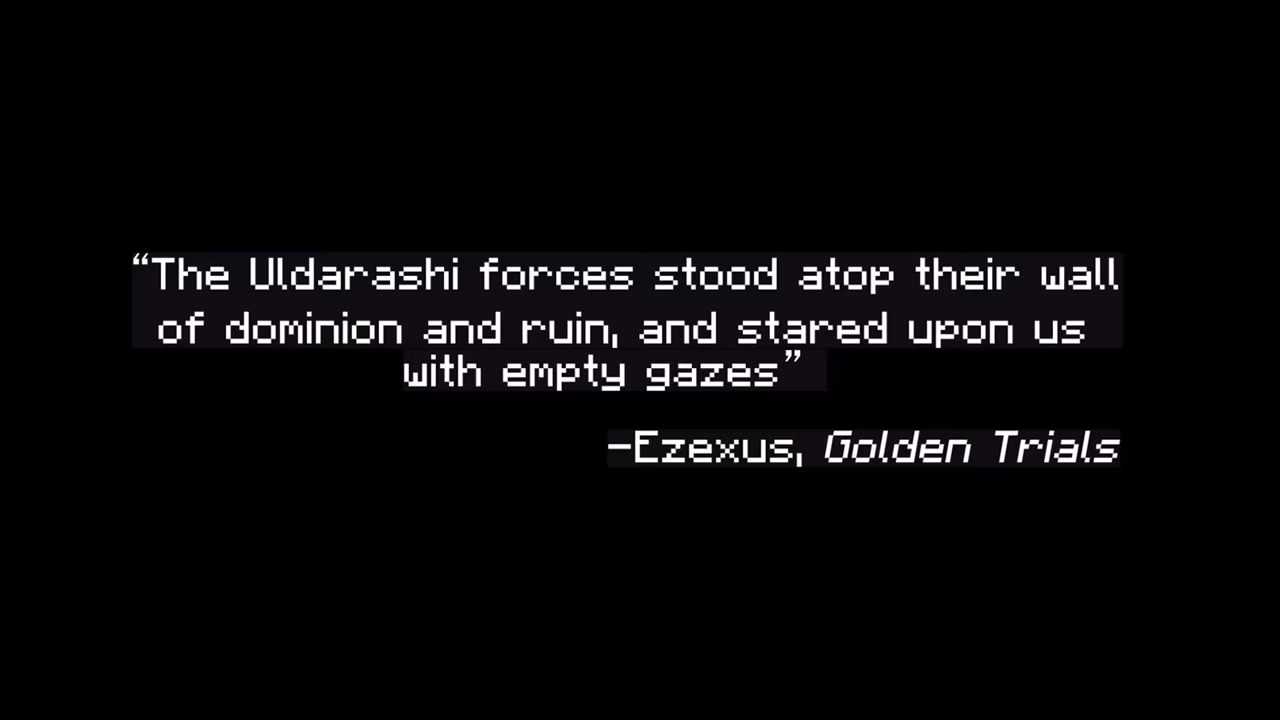 “The Uldarashi forces stood atop their wall
of dominion and ruin, and stared upon us
with empty gazes”
–Ezexus, Golden Trials